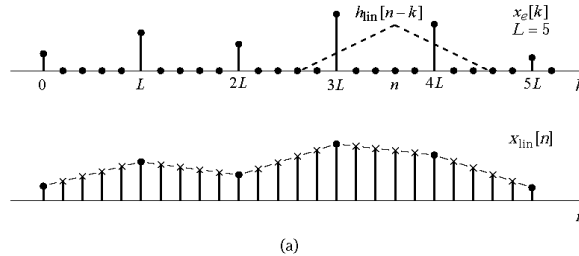 h_lin[n−k]
x_e[k]
L = 5
0 L 2L 3L n 4L 5L
x_lin[n]
(a)